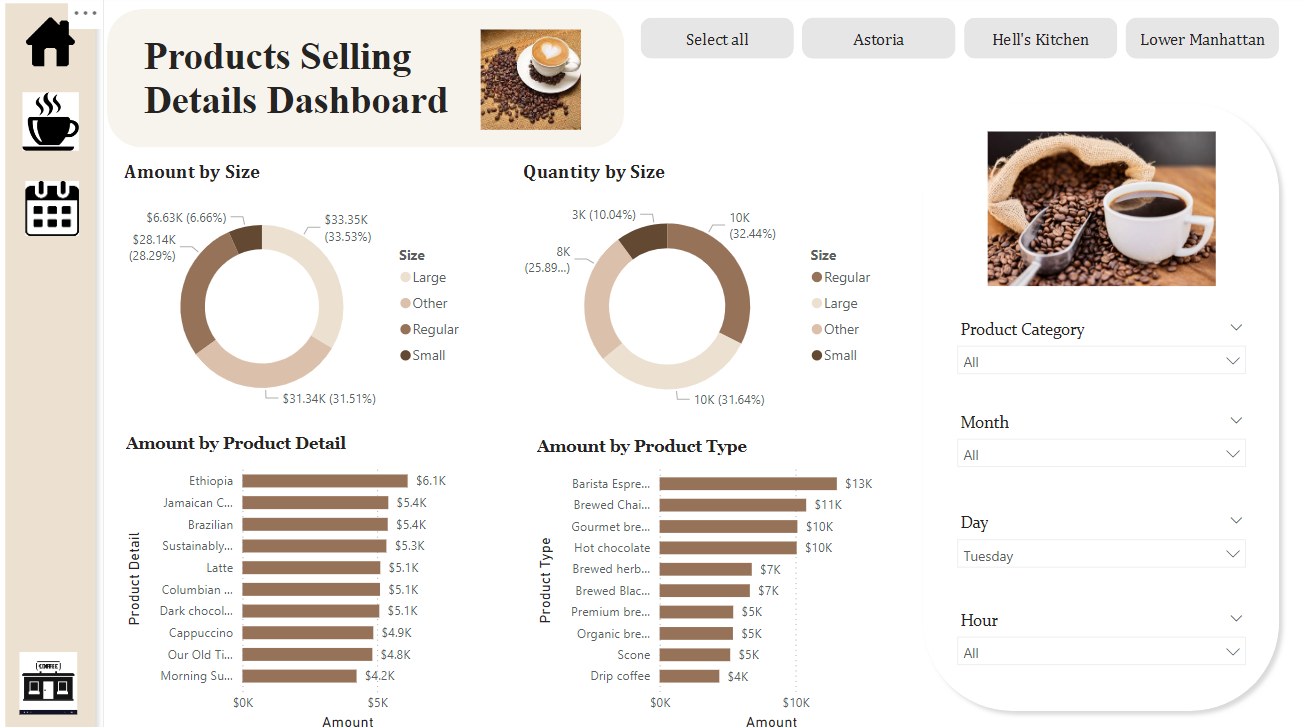 Products Selling
Details Dashboard
Select all
Astoria
Hell's Kitchen
Lower Manhattan
Amount by Size
$6.63K (6.66%)
$33.35K
(33.53%)
$28.14K
(28.29%)
$31.34K (31.51%)
Size
Large
Other
Regular
Small
Quantity by Size
3K (10.04%)
10K
(32.44%)
8K
(25.89...)
10K (31.64%)
Size
Regular
Large
Other
Small
Amount by Product Detail
Product Detail
Ethiopia $6.1K
Jamaican C... $5.4K
Brazilian $5.4K
Sustainably... $5.3K
Latte $5.1K
Columbian ... $5.1K
Dark chocol... $5.1K
Cappuccino $4.9K
Our Old Ti... $4.8K
Morning Su... $4.2K
$0K $5K
Amount
Amount by Product Type
Product Type
Barista Espre... $13K
Brewed Chai... $11K
Gourmet bre... $10K
Hot chocolate $10K
Brewed herb... $7K
Brewed Blac... $7K
Premium bre... $5K
Organic bre... $5K
Scone $5K
Drip coffee $4K
$0K $10K
Amount
Product Category
All
Month
All
Day
Tuesday
Hour
All
COFFEE